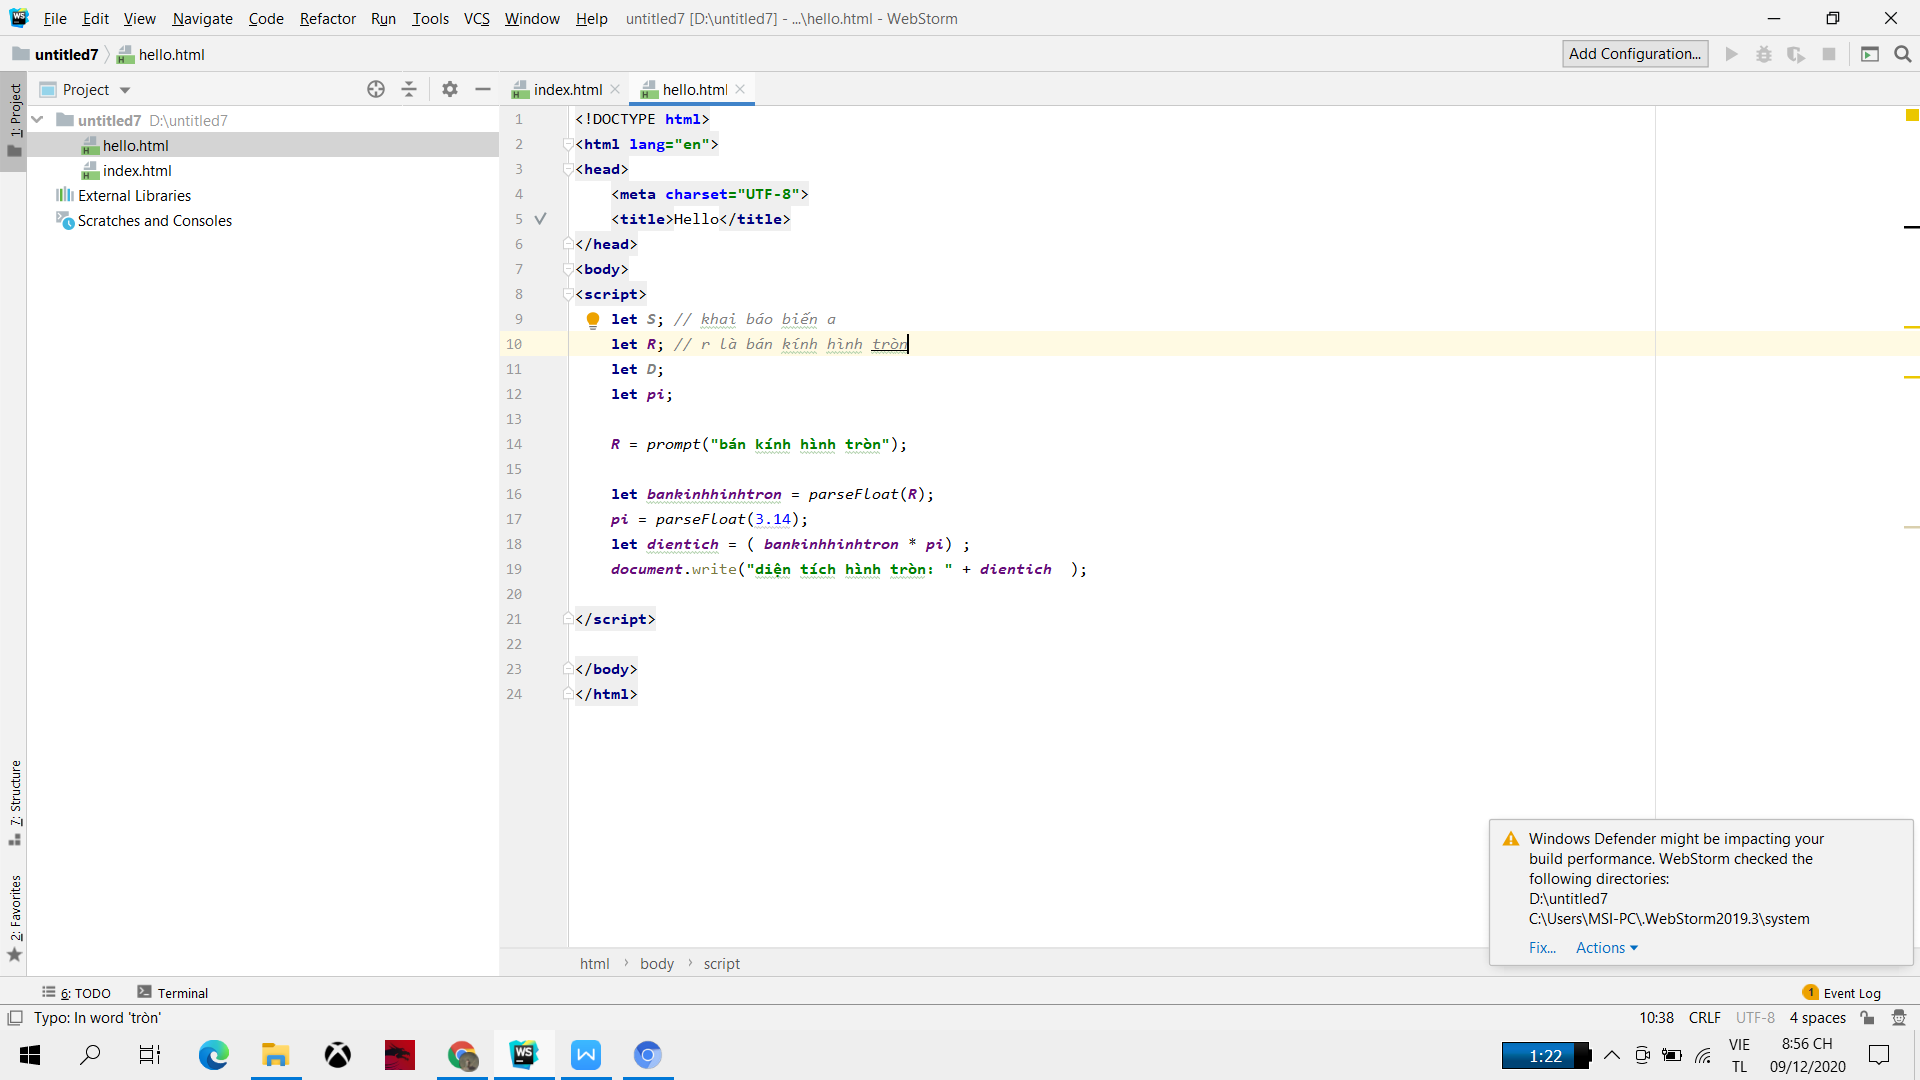 File Edit View Navigate Code Refactor Run Tools VCS Window Help untitled7 [D:\untitled7] - ...\hello.html - WebStorm
untitled7 hello.html Add Configuration...
1: Project
Project
index.html hello.html
untitled7 D:\untitled7
hello.html
index.html
External Libraries
Scratches and Consoles
1 <!DOCTYPE html>
2 <html lang="en">
3 <head>
4 <meta charset="UTF-8">
5 <title>Hello</title>
6 </head>
7 <body>
8 <script>
9 let S; // khai báo biến a
10 let R; // r là bán kính hình tròn
11 let D;
12 let pi;
13
14 R = prompt("bán kính hình tròn");
15
16 let bankinhhinhtron = parseFloat(R);
17 pi = parseFloat(3.14);
18 let dientich = ( bankinhhinhtron * pi) ;
19 document.write("diện tích hình tròn: " + dientich );
20
21 </script>
22
23 </body>
24 </html>
7: Structure
2: Favorites
Windows Defender might be impacting your
build performance. WebStorm checked the
following directories:
D:\untitled7
C:\Users\MSI-PC\.WebStorm2019.3\system
Fix... Actions
html body script
6: TODO Terminal 1 Event Log
Typo: In word 'tròn' 10:38 CRLF UTF-8 4 spaces
1:22 VIE 8:56 CH
TL 09/12/2020